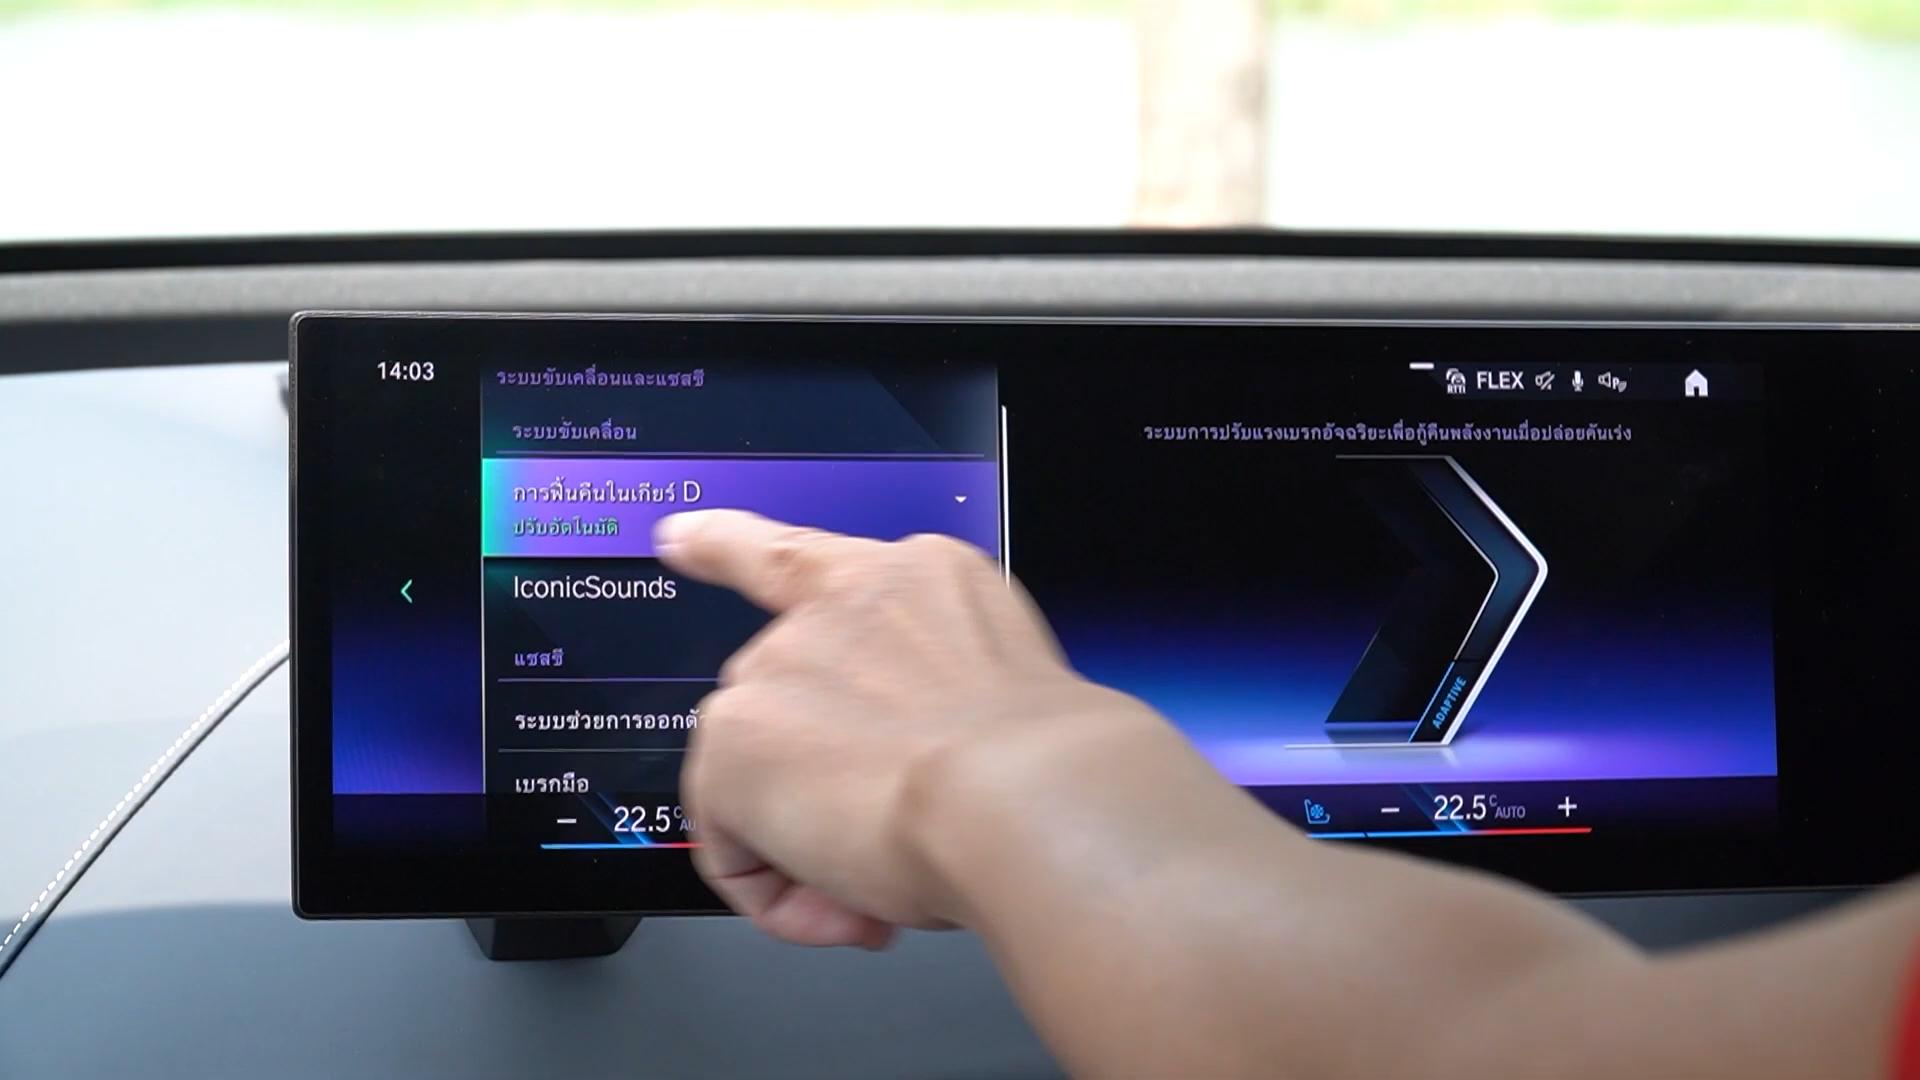 14:03
ระบบขับเคลื่อนและแชสซี
ระบบขับเคลื่อน
การฟื้นคืนในเกียร์ D
ปรับอัตโนมัติ
IconicSounds
แชสซี
ระบบช่วยการออกตัว
เบรกมือ
22.5°C
RTTI FLEX
ระบบการปรับแรงเบรกอัจฉริยะเพื่อกู้คืนพลังงานเมื่อปล่อยคันเร่ง
ADAPTIVE
22.5°C AUTO